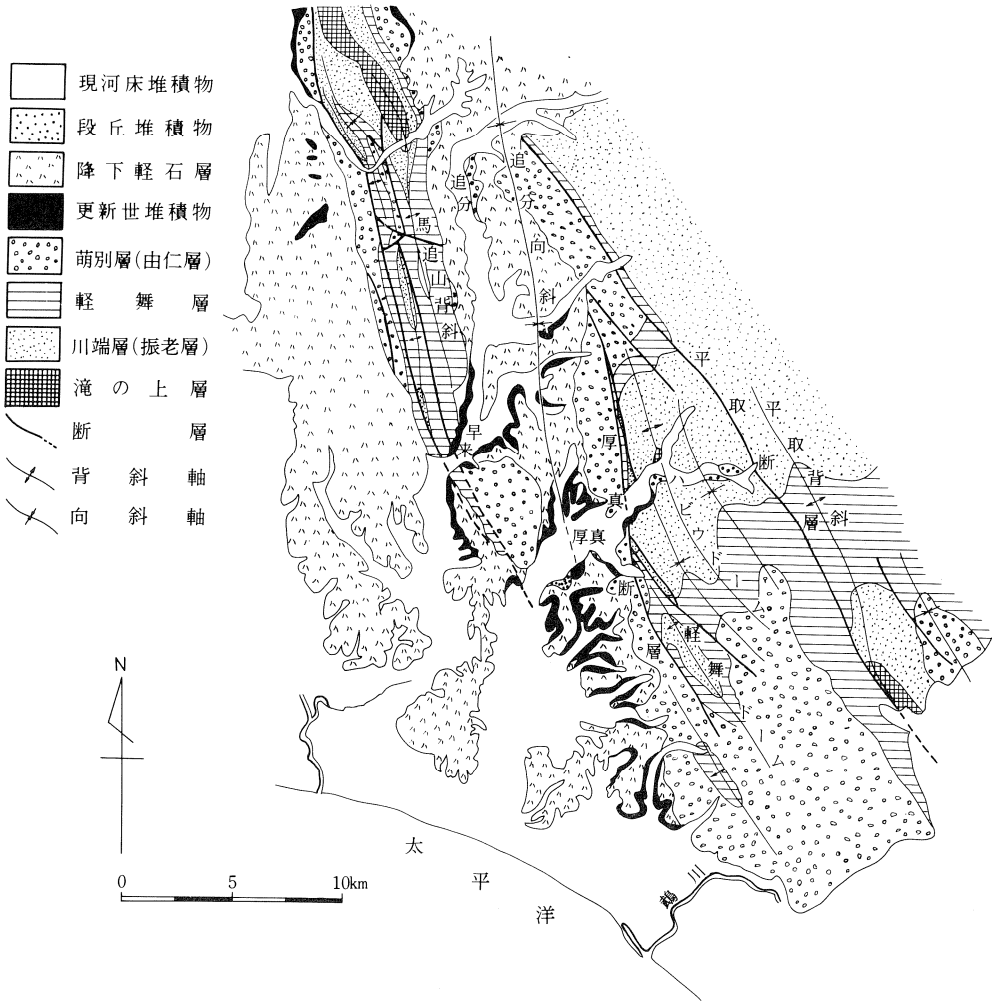 現河床堆積物
段丘堆積物
降下軽石層
更新世堆積物
萌別層(由仁層)
軽舞層
川端層(振老層)
滝の上層
断層
背斜軸
向斜軸
追分
追分向斜
馬追山背斜
早来
厚真
厚真断層
平取断層
平取背斜
ハビウドーム
軽舞ドーム
N
0 5 10km
太平洋
鵡川